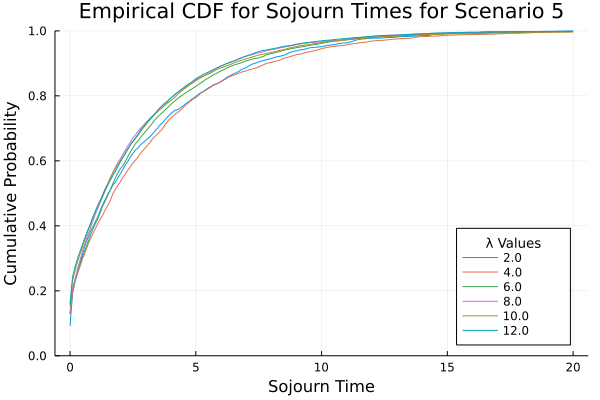 Empirical CDF for Sojourn Times for Scenario 5
Cumulative Probability
1.0
0.8
0.6
0.4
0.2
0.0
λ Values
2.0
4.0
6.0
8.0
10.0
12.0
0 5 10 15 20
Sojourn Time